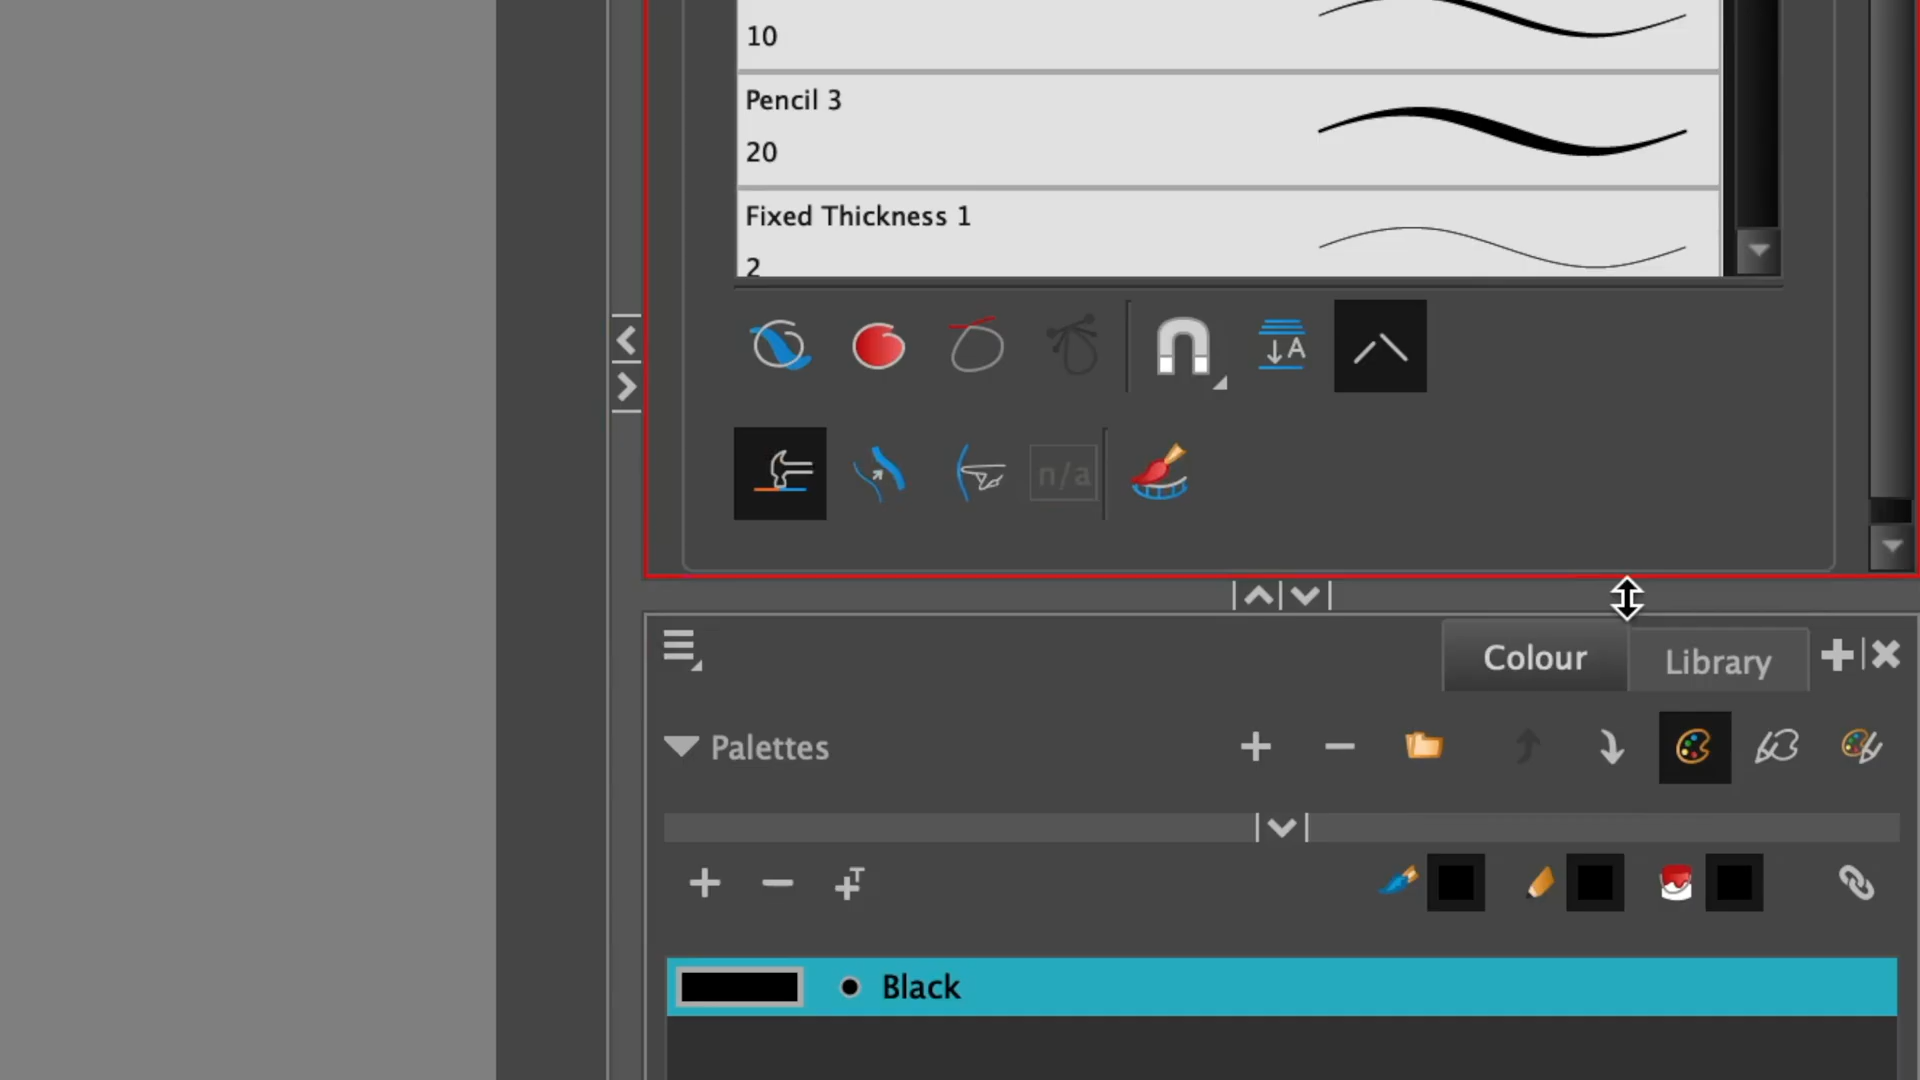 10
Pencil 3
20
Fixed Thickness 1
2
A
n/a
Colour
Library
Palettes
T
Black